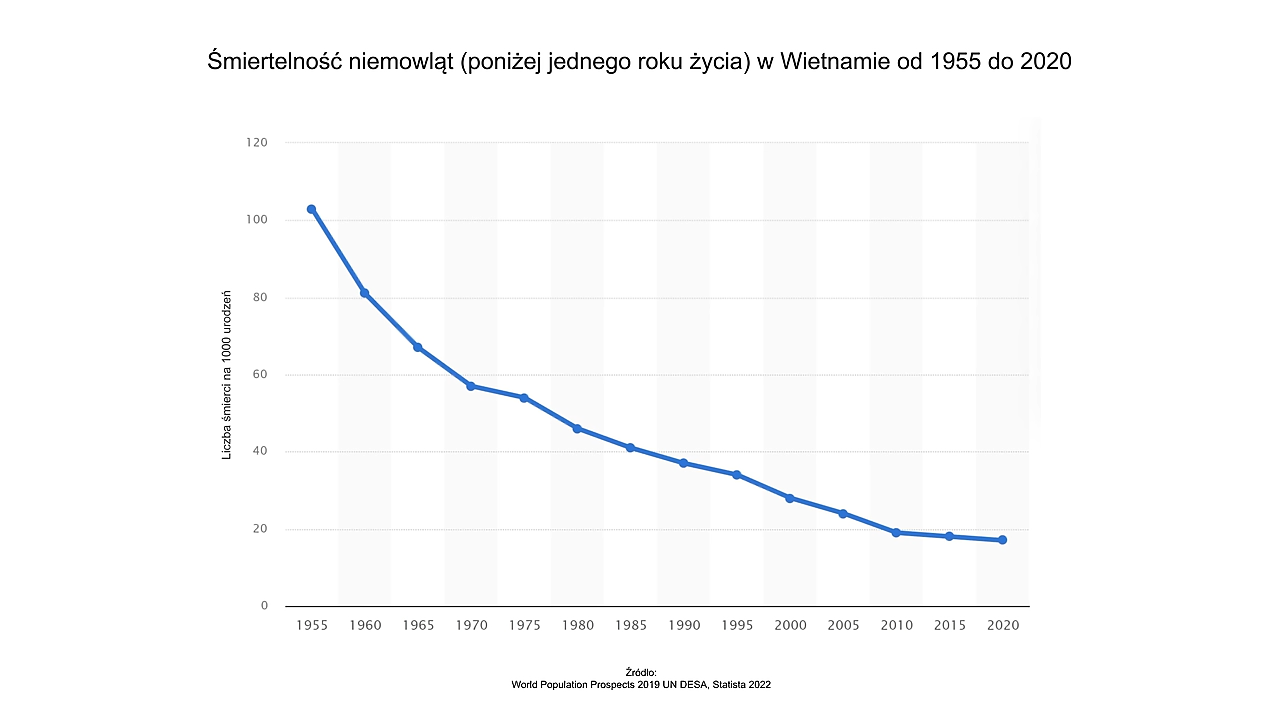 Śmiertelność niemowląt (poniżej jednego roku życia) w Wietnamie od 1955 do 2020
120
100
80
60
40
20
0
Liczba śmierci na 1000 urodzeń
1955 1960 1965 1970 1975 1980 1985 1990 1995 2000 2005 2010 2015 2020
Źródlo:
World Population Prospects 2019 UN DESA, Statista 2022